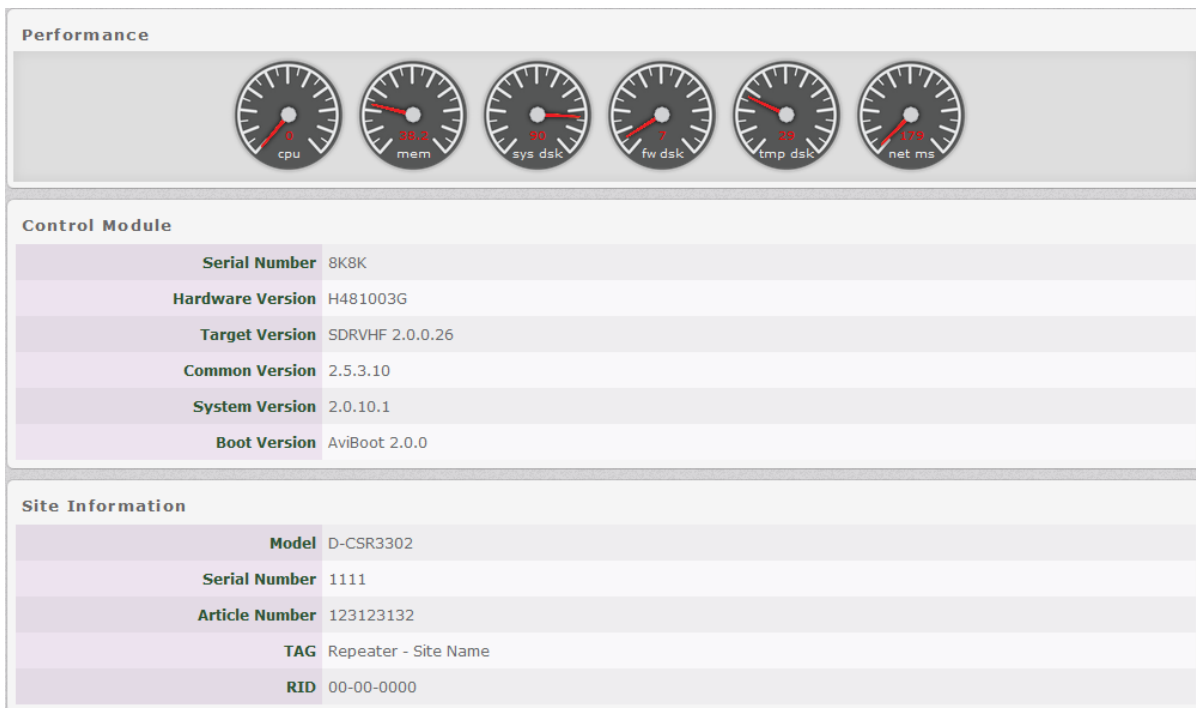 Performance
0 38.2 90 7 29 179
cpu mem sys dsk fw dsk tmp dsk net ms
Control Module
Serial Number 8K8K
Hardware Version H481003G
Target Version SDRVHF 2.0.0.26
Common Version 2.5.3.10
System Version 2.0.10.1
Boot Version AviBoot 2.0.0
Site Information
Model D-CSR3302
Serial Number 1111
Article Number 123123132
TAG Repeater - Site Name
RID 00-00-0000